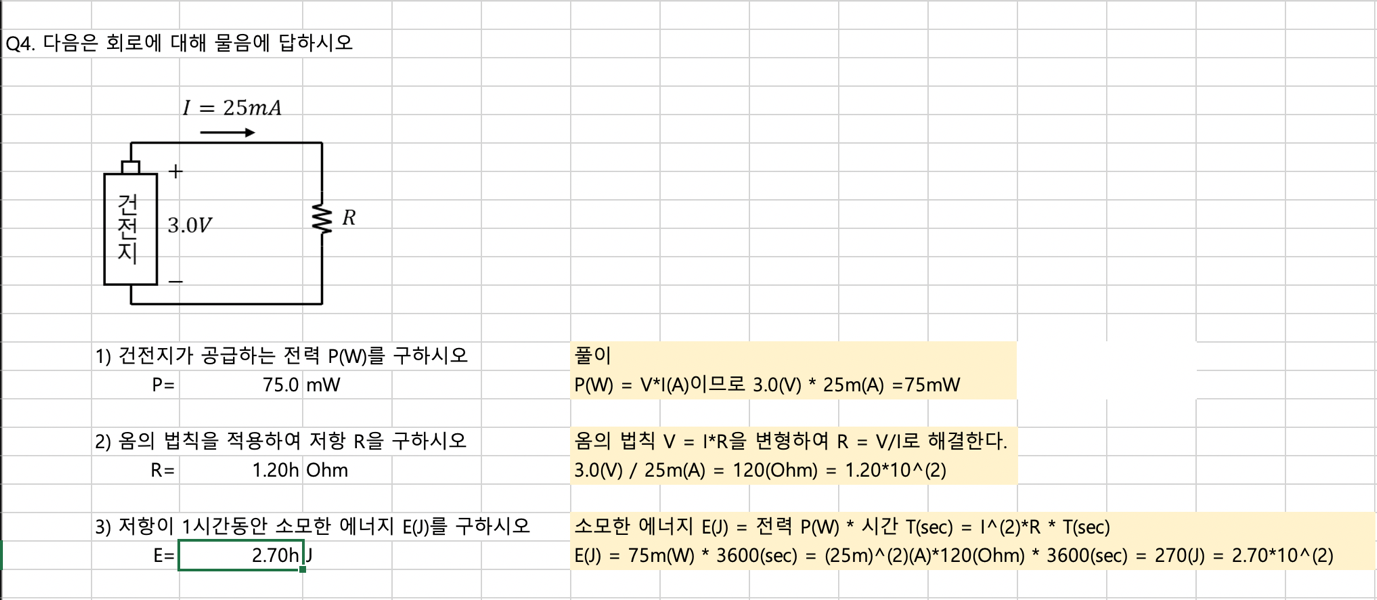 Q4. 다음은 회로에 대해 물음에 답하시오
I = 25mA
+
건
전
지
3.0V
R
−
1) 건전지가 공급하는 전력 P(W)를 구하시오
풀이
P= 75.0 mW
P(W) = V*I(A)이므로 3.0(V) * 25m(A) =75mW
2) 옴의 법칙을 적용하여 저항 R을 구하시오
옴의 법칙 V = I*R을 변형하여 R = V/I로 해결한다.
R= 1.20h Ohm
3.0(V) / 25m(A) = 120(Ohm) = 1.20*10^(2)
3) 저항이 1시간동안 소모한 에너지 E(J)를 구하시오
소모한 에너지 E(J) = 전력 P(W) * 시간 T(sec) = I^(2)*R * T(sec)
E= 2.70h J
E(J) = 75m(W) * 3600(sec) = (25m)^(2)(A)*120(Ohm) * 3600(sec) = 270(J) = 2.70*10^(2)